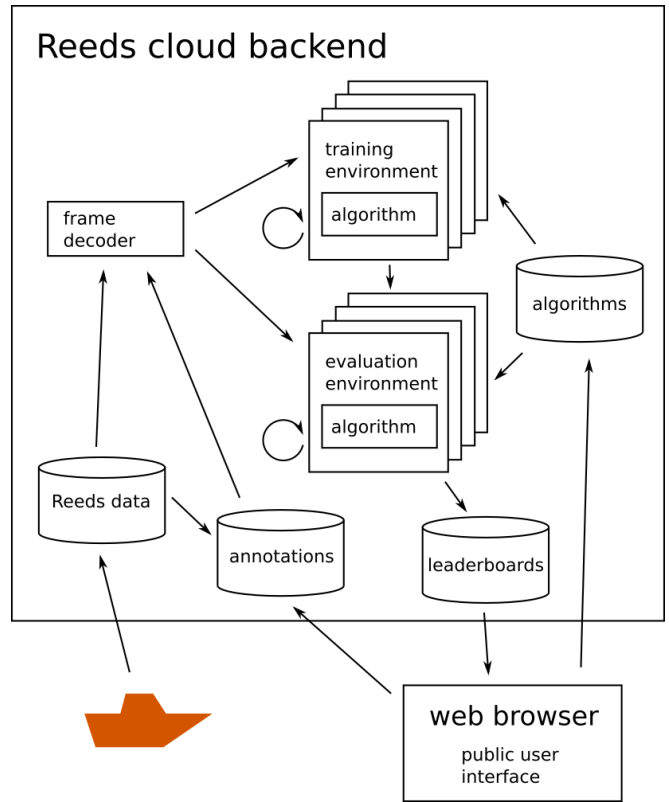 Reeds cloud backend
training
environment
algorithm
frame
decoder
algorithms
evaluation
environment
algorithm
Reeds data
annotations
leaderboards
web browser
public user
interface